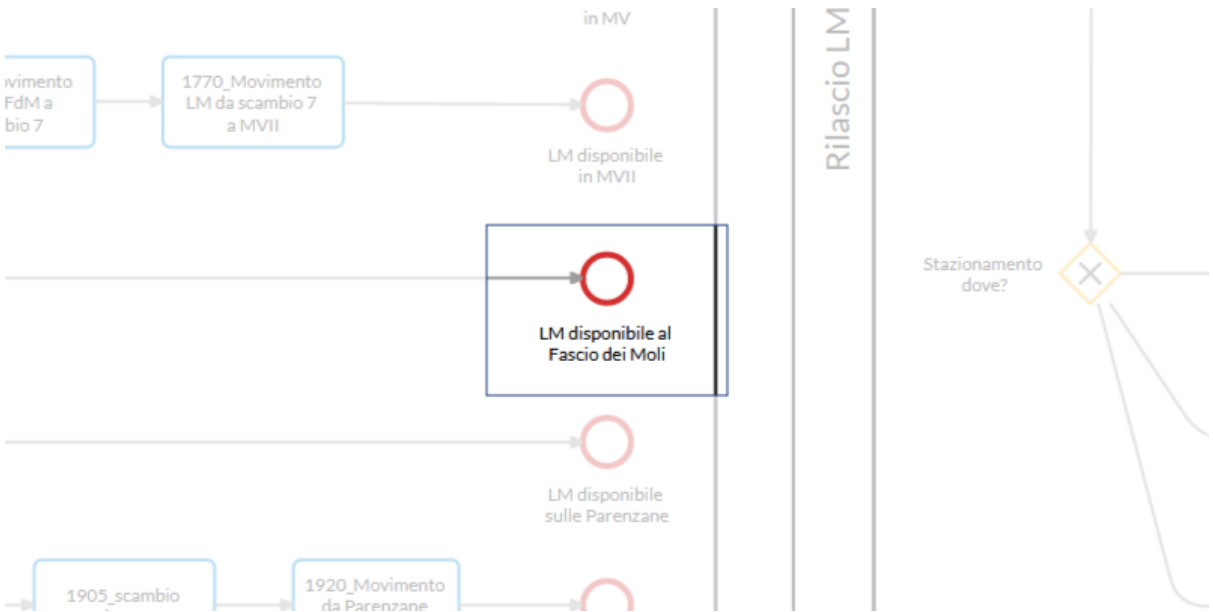 in MV
ovimento
FdM a
bio 7
1770_Movimento
LM da scambio 7
a MVII
LM disponibile
in MVII
Rilascio LM
Stazionamento
dove?
LM disponibile al
Fascio dei Moli
LM disponibile
sulle Parenzane
1905_scambio
1920_Movimento
da Parenzane